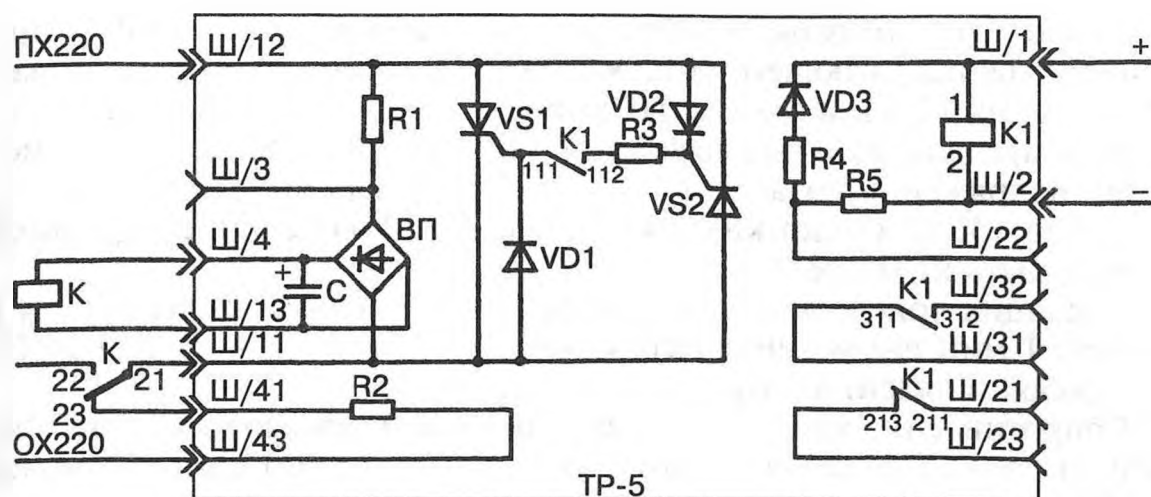 ПХ220
Ш/12
Ш/1
+
R1
VS1
K1
R3
VD2
VD3
1
K1
2
111
112
R4
Ш/3
R5
Ш/2
−
VS2
Ш/4
ВП
Ш/22
+
VD1
K
C
K1
Ш/32
Ш/13
311
312
Ш/11
Ш/31
K
22
21
Ш/41
R2
K1
Ш/21
23
213
211
ОХ220
Ш/43
Ш/23
ТР-5